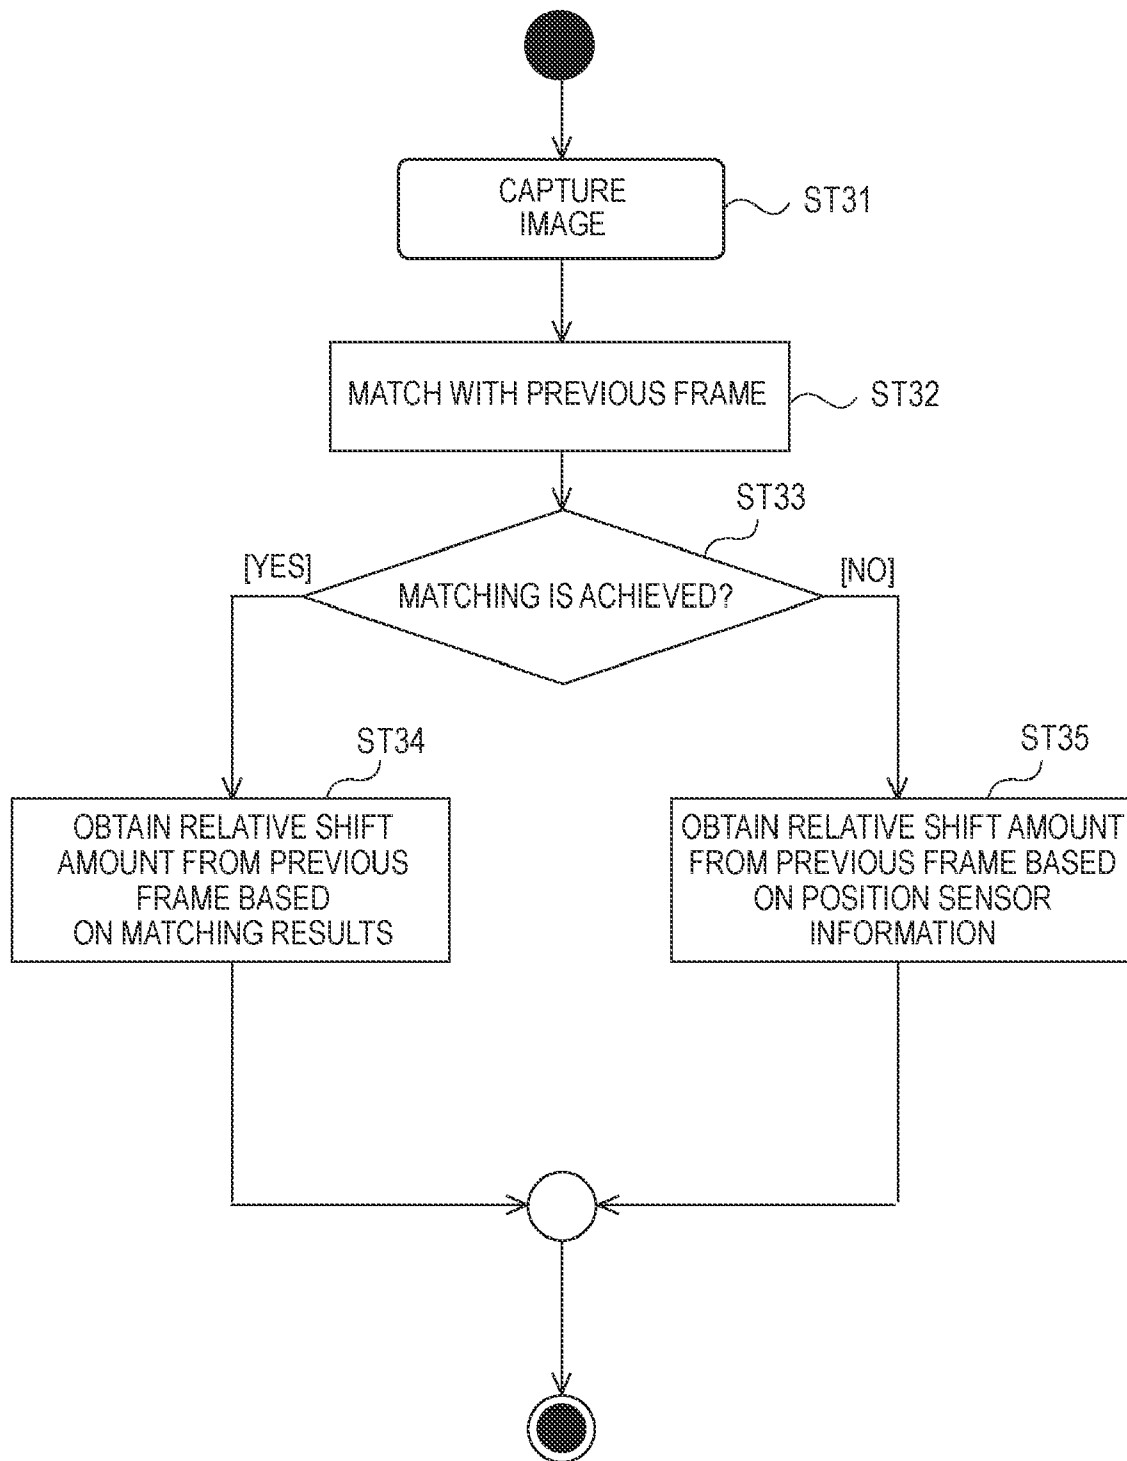 CAPTURE
IMAGE
ST31
MATCH WITH PREVIOUS FRAME
ST32
ST33
[YES]
MATCHING IS ACHIEVED?
[NO]
ST34
OBTAIN RELATIVE SHIFT
AMOUNT FROM PREVIOUS
FRAME BASED
ON MATCHING RESULTS
ST35
OBTAIN RELATIVE SHIFT AMOUNT
FROM PREVIOUS FRAME BASED
ON POSITION SENSOR
INFORMATION